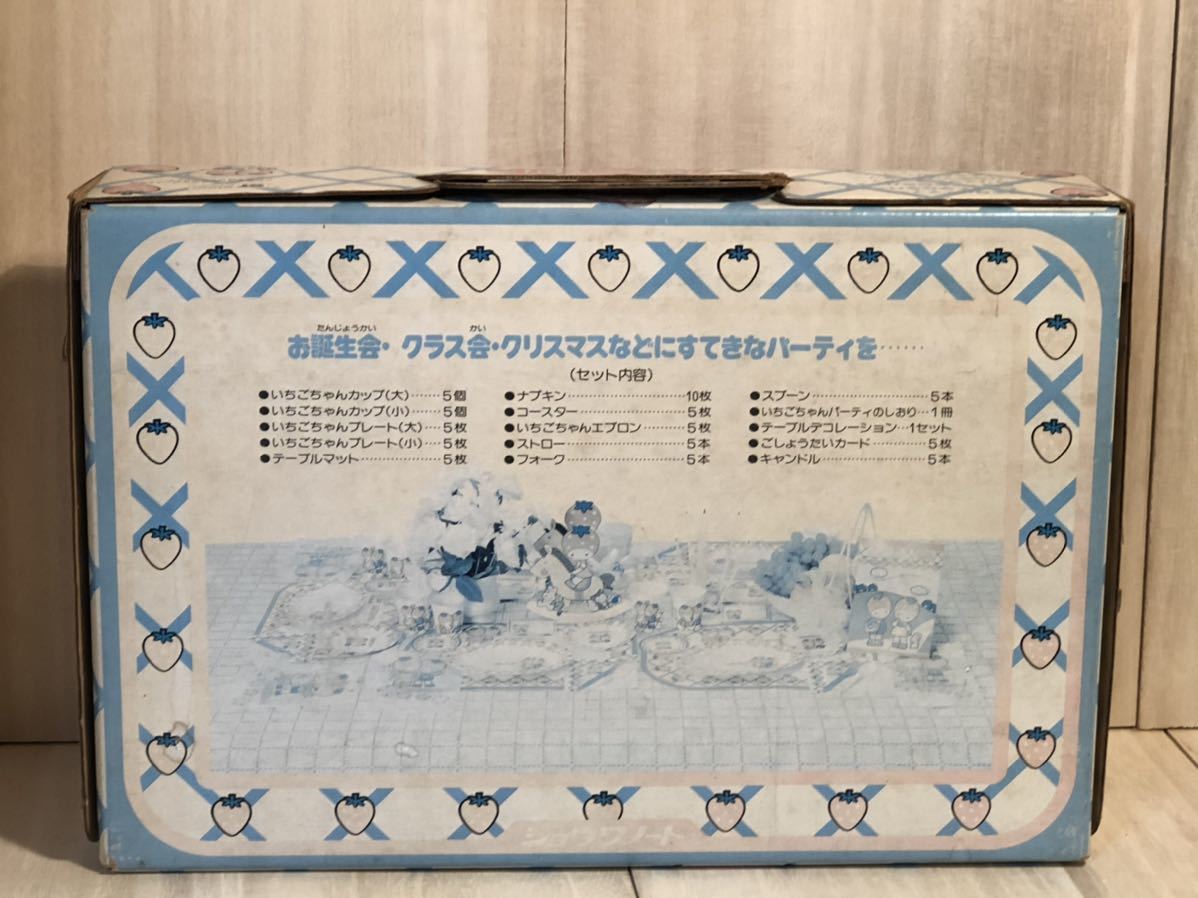 たんじょうかい かい
お誕生会・クラス会・クリスマスなどにすてきなパーティを……
（セット内容）
●いちごちゃんカップ（大）……5個
●いちごちゃんカップ（小）……5個
●いちごちゃんプレート（大）…5枚
●いちごちゃんプレート（小）…5枚
●テーブルマット……………5枚
●ナプキン……………………10枚
●コースター…………………5枚
●いちごちゃんエプロン………5枚
●ストロー……………………5本
●フォーク……………………5本
●スプーン……………………5本
●いちごちゃんパーティのしおり…1冊
●テーブルデコレーション…1セット
●ごしょうたいカード………5枚
●キャンドル…………………5本
ショウワノート